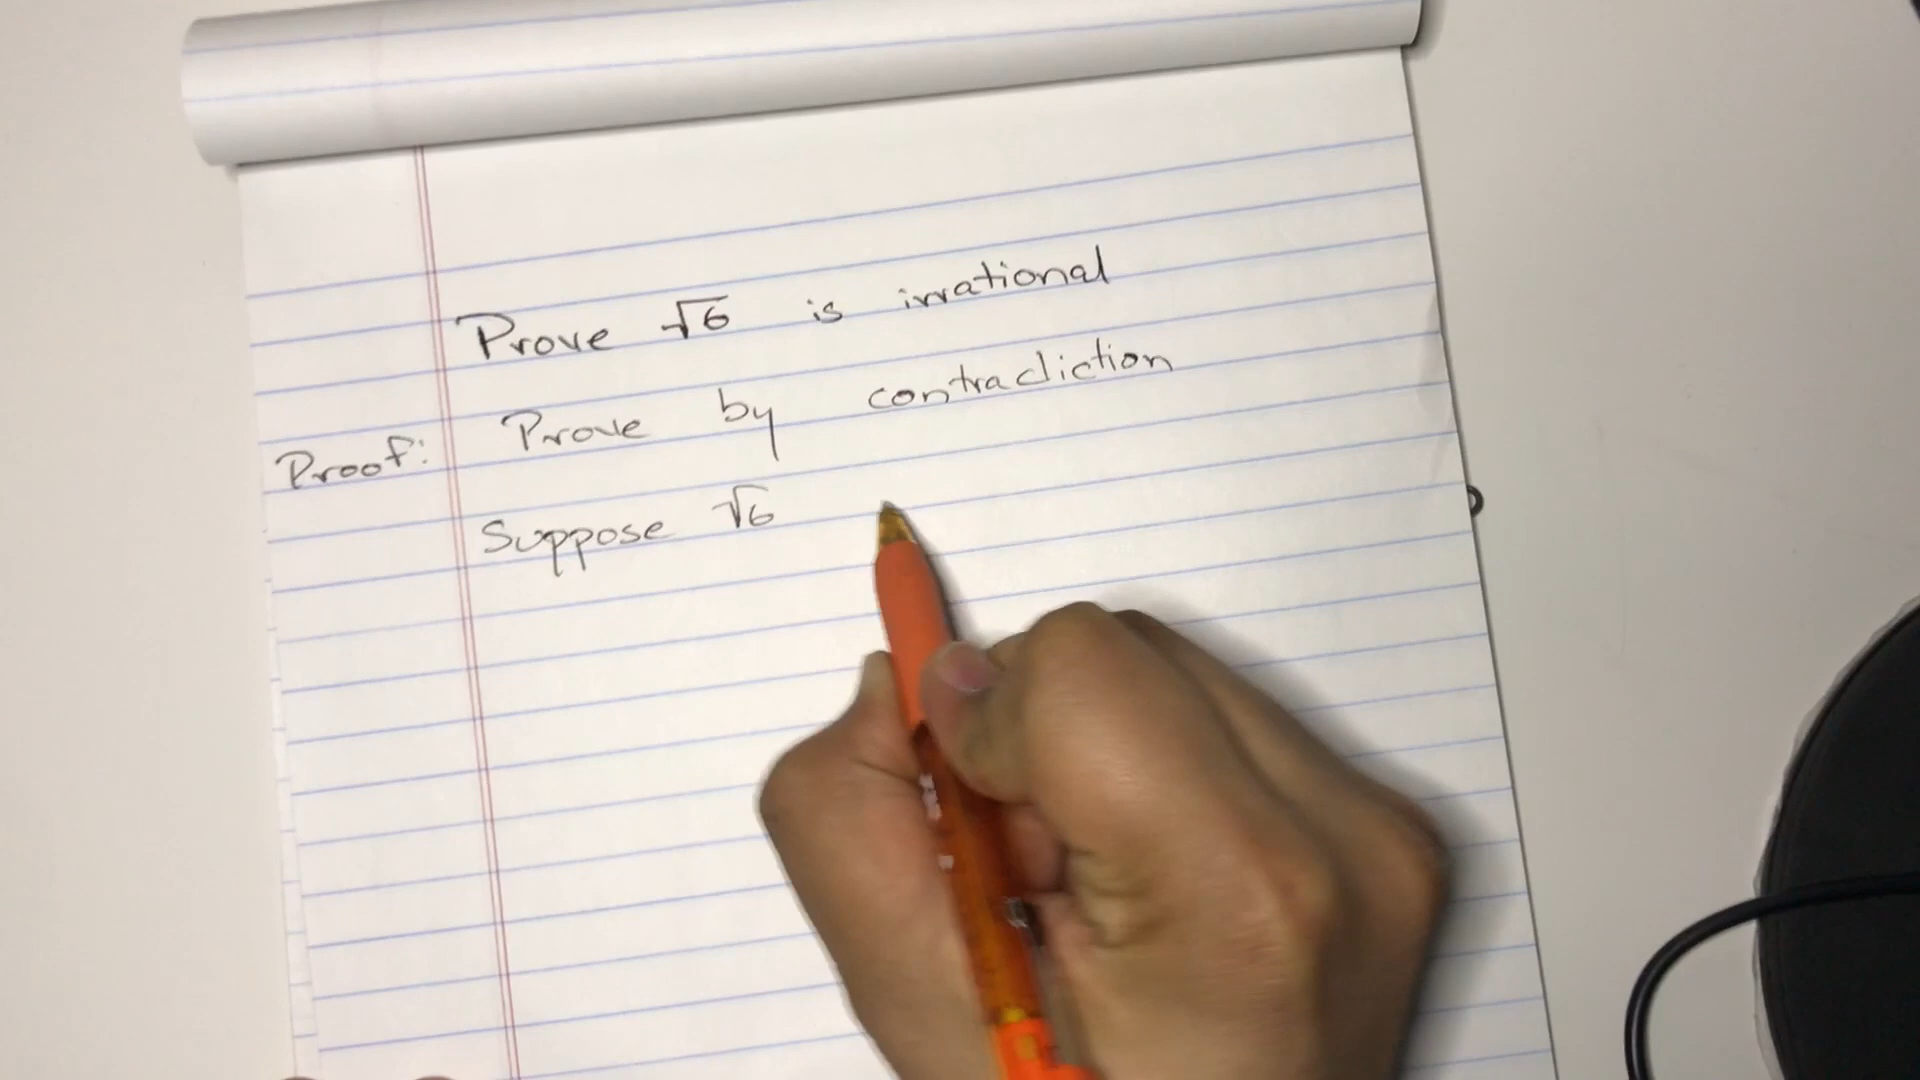 Prove √6 is irrational
Proof: Prove by contradiction
Suppose √6